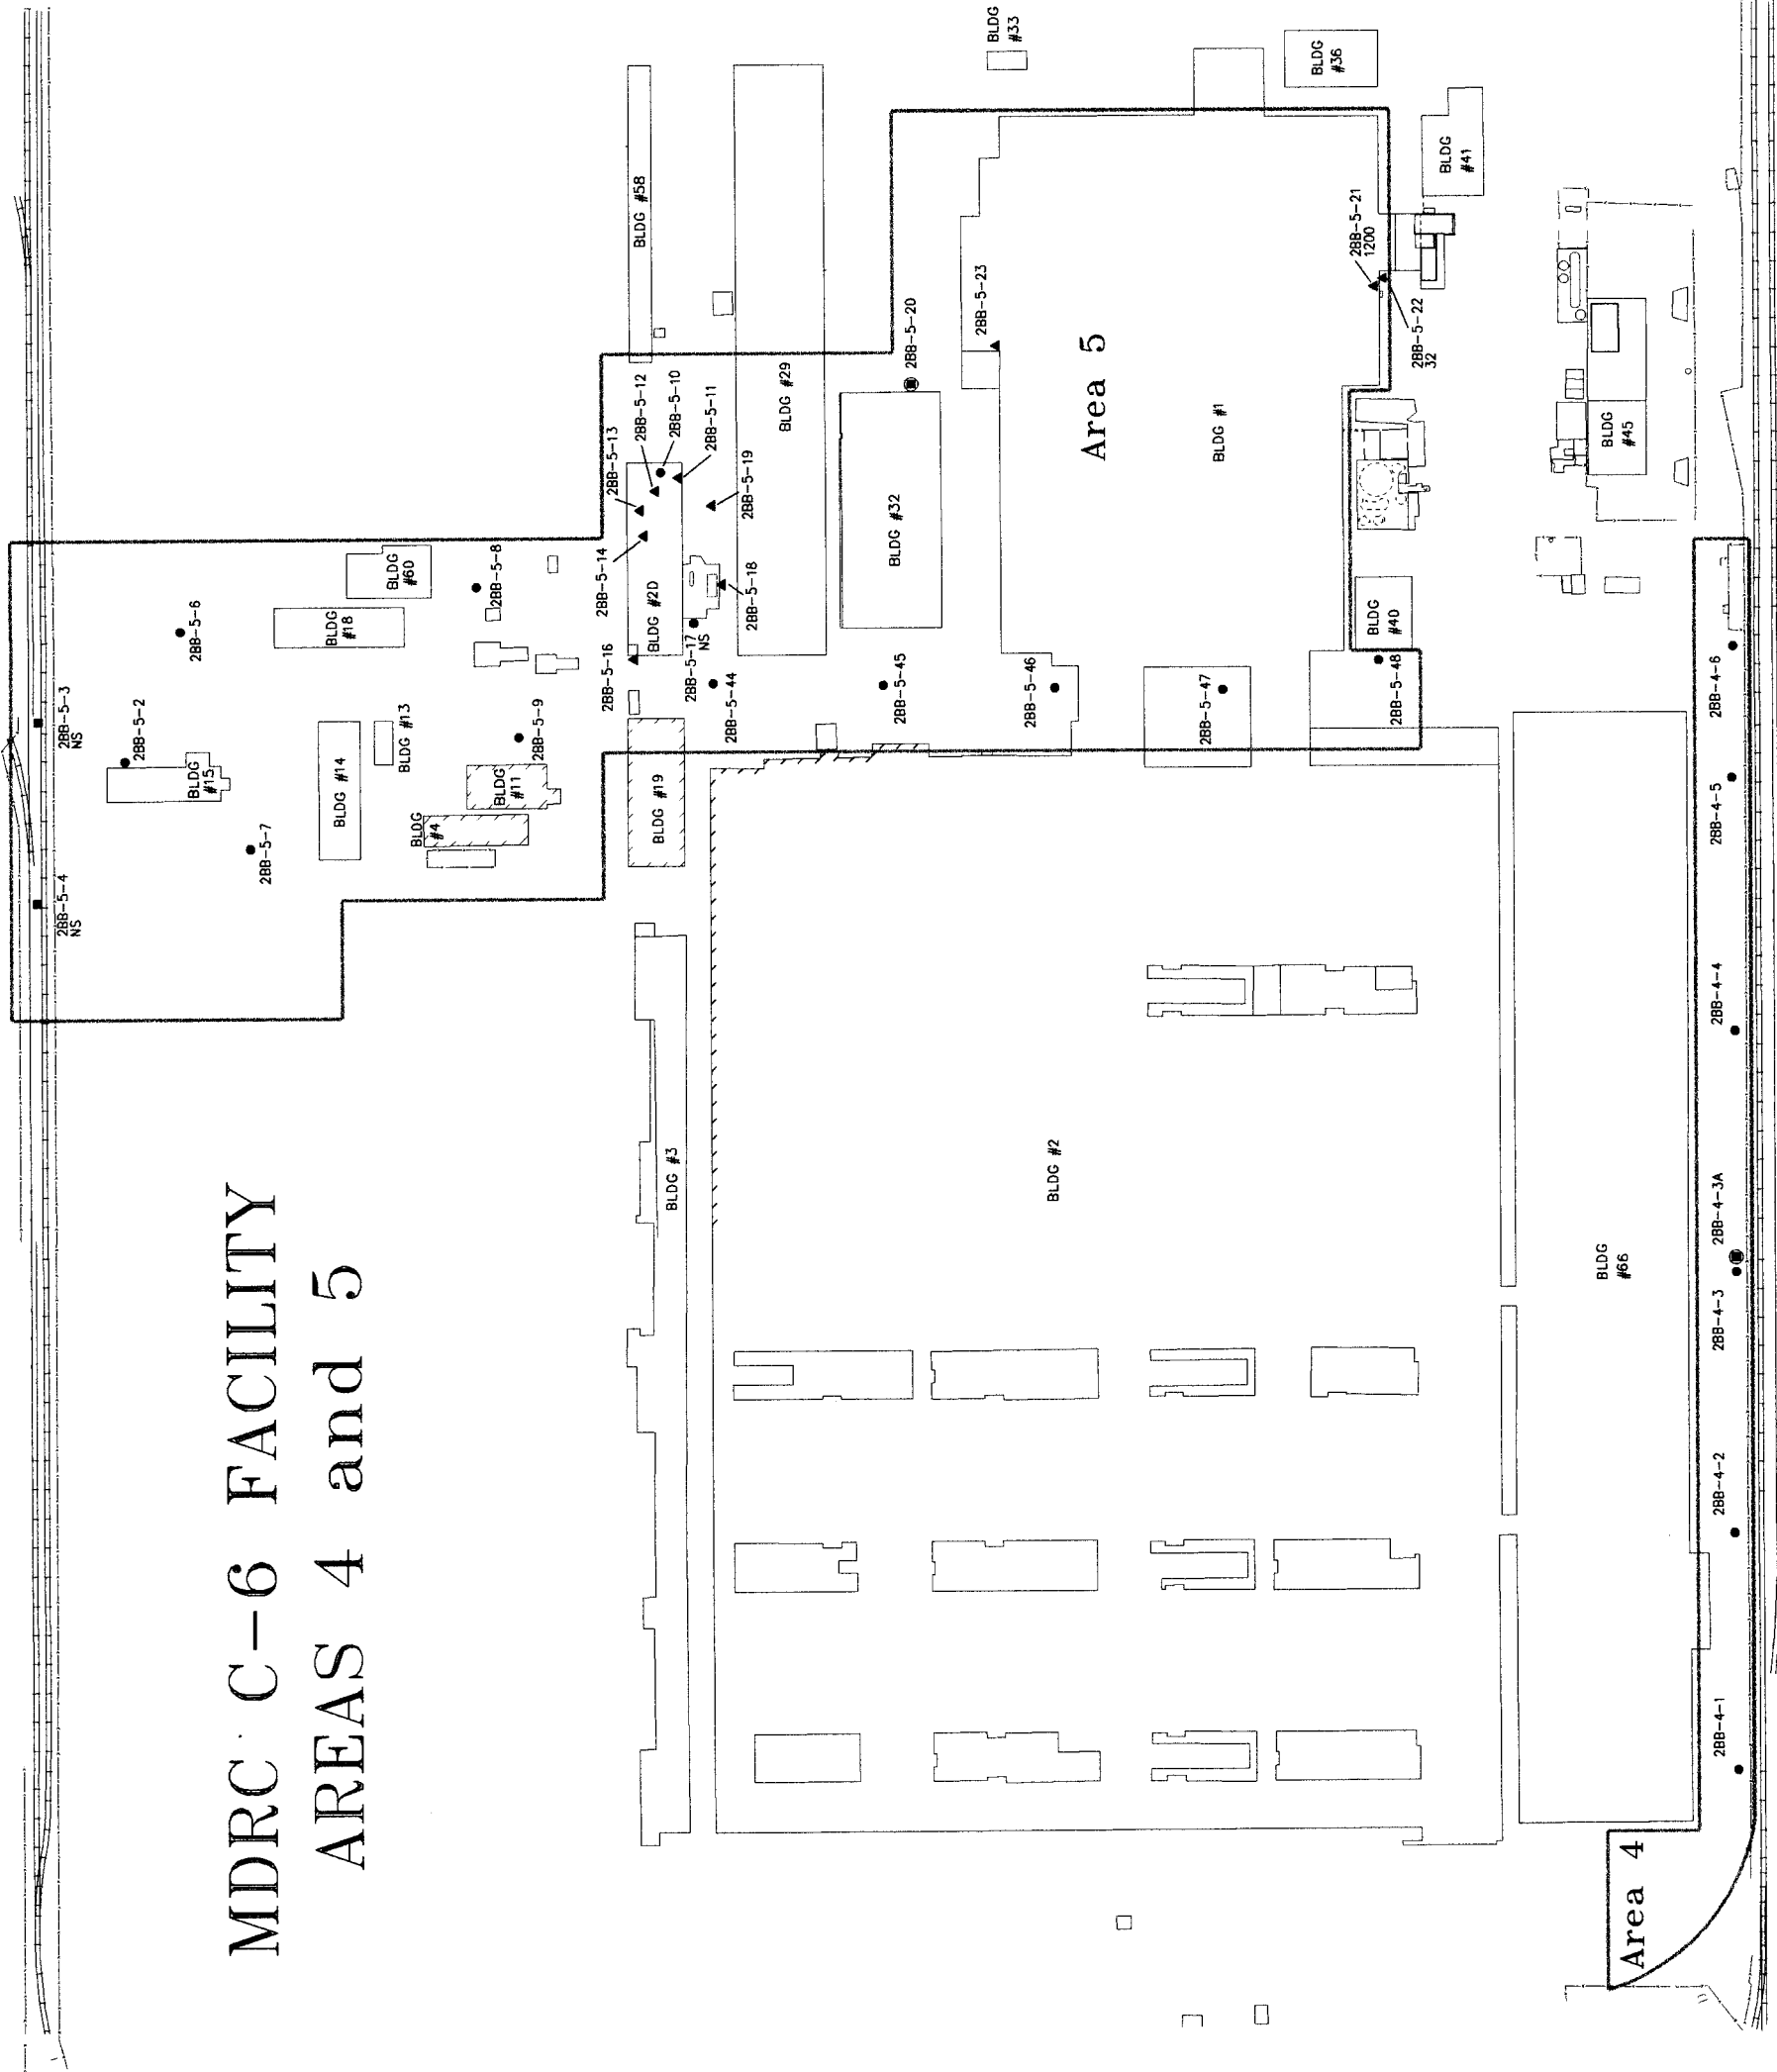 MDRC C-6 FACILITY
AREAS 4 and 5
2BB-5-4
NS
2BB-5-3
NS
2BB-5-2
2BB-5-6
2BB-5-7
BLDG
#15
BLDG #14
BLDG #13
BLDG
#18
BLDG
#60
BLDG
#4
BLDG
#11
2BB-5-9
2BB-5-8
BLDG #19
2BB-5-16
BLDG #2D
2BB-5-14
2BB-5-13
2BB-5-12
2BB-5-10
2BB-5-11
2BB-5-19
2BB-5-18
2BB-5-17
NS
2BB-5-44
BLDG #58
BLDG #29
BLDG #3
2BB-5-45
BLDG #32
2BB-5-20
2BB-5-23
BLDG
#33
BLDG #2
2BB-5-46
Area 5
BLDG #1
2BB-5-47
BLDG
#36
2BB-5-21
1200
2BB-5-22
32
BLDG
#41
BLDG
#40
2BB-5-48
BLDG
#45
BLDG
#66
Area 4
2BB-4-1
2BB-4-2
2BB-4-3
2BB-4-3A
2BB-4-4
2BB-4-5
2BB-4-6